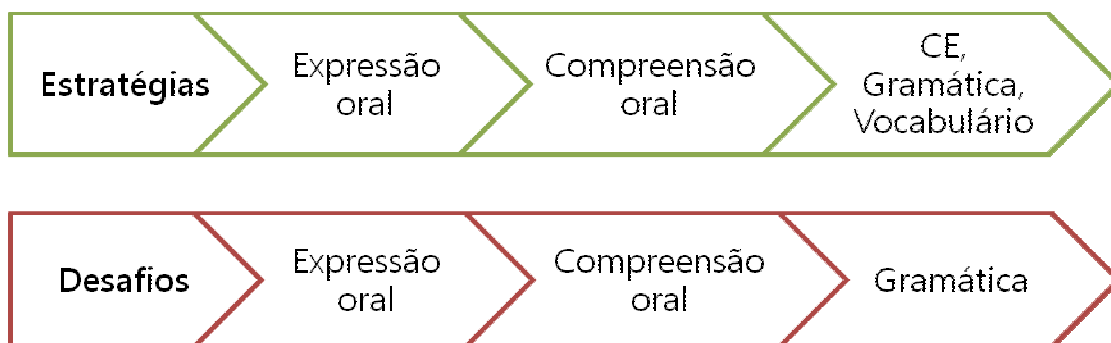 Estratégias
Expressão
oral
Compreensão
oral
CE,
Gramática,
Vocabulário
Desafios
Expressão
oral
Compreensão
oral
Gramática